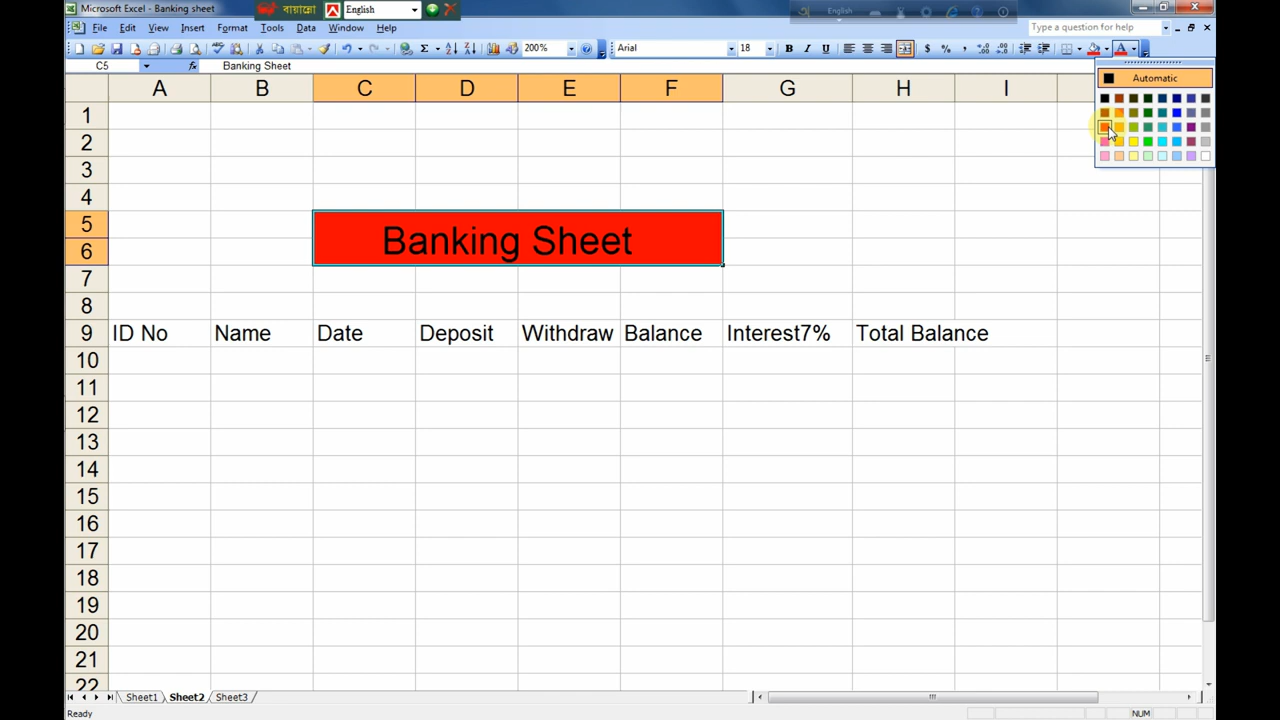 Microsoft Excel - Banking sheet
বায়ান্নো
English
English
File Edit View Insert Format Tools Data Window Help
Type a question for help
200%
Arial
18
C5
fx
Banking Sheet
Automatic
A B C D E F G H I
1
2
3
4
5
Banking Sheet
6
7
8
9 ID No Name Date Deposit Withdraw Balance Interest7% Total Balance
10
11
12
13
14
15
16
17
18
19
20
21
22
Sheet1 Sheet2 Sheet3
Ready
NUM